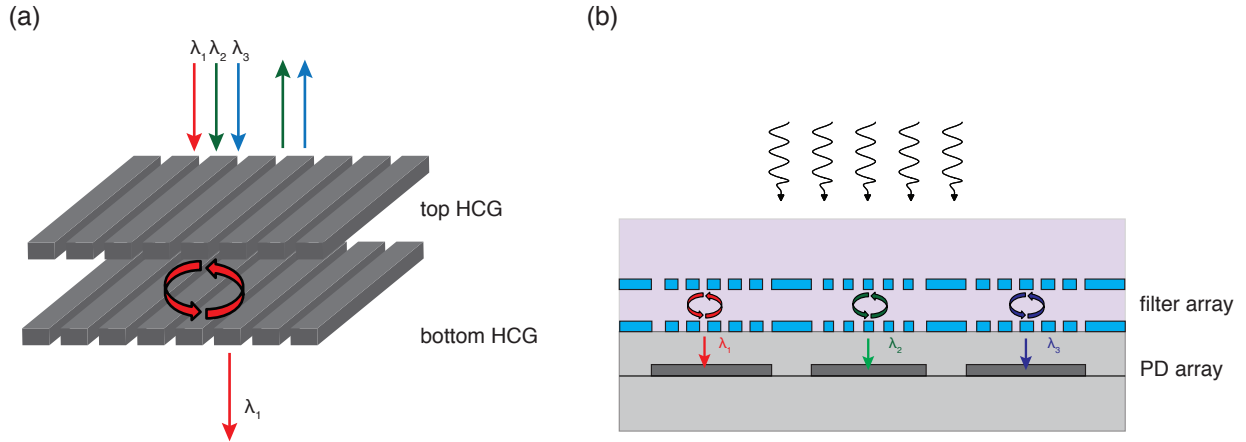 (a)
λ₁ λ₂ λ₃
top HCG
bottom HCG
λ₁
(b)
filter array
λ₁
λ₂
λ₃
PD array